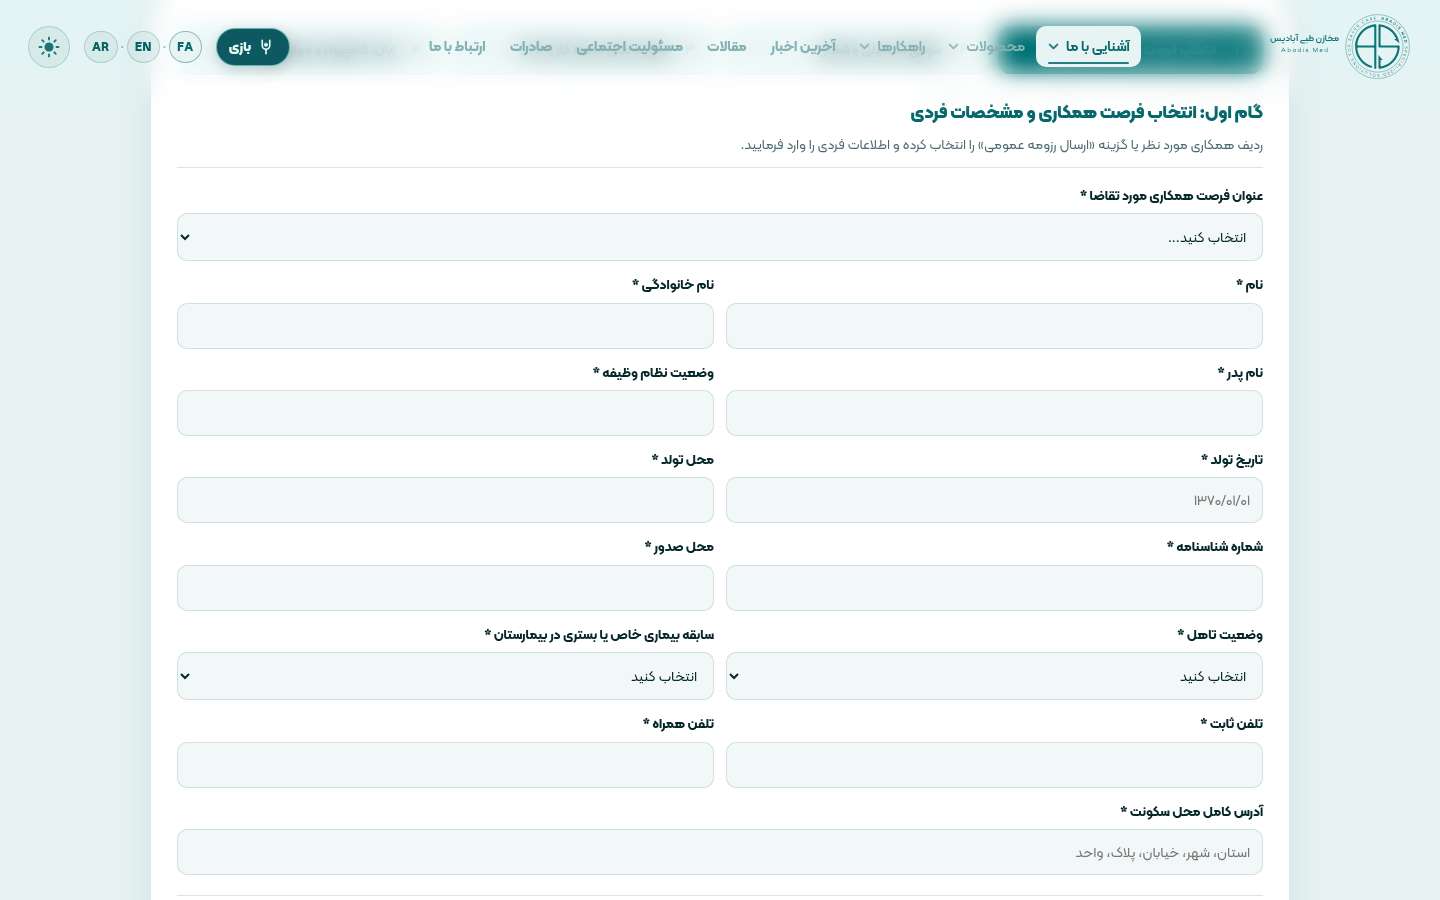 مخازن طبی آبادیس
Abadis Med
آشنایی با ما
محصولات
راهکارها
آخرین اخبار
مقالات
مسئولیت اجتماعی
صادرات
ارتباط با ما
بازی
FA · EN · AR
گام اول: انتخاب فرصت همکاری و مشخصات فردی
ردیف همکاری مورد نظر یا گزینه «ارسال رزومه عمومی» را انتخاب کرده و اطلاعات فردی را وارد فرمایید.
عنوان فرصت همکاری مورد تقاضا *
انتخاب کنید...
نام *
نام خانوادگی *
نام پدر *
وضعیت نظام وظیفه *
تاریخ تولد *
محل تولد *
۱۳۷۰/۰۱/۰۱
شماره شناسنامه *
محل صدور *
وضعیت تاهل *
سابقه بیماری خاص یا بستری در بیمارستان *
انتخاب کنید
انتخاب کنید
تلفن ثابت *
تلفن همراه *
آدرس کامل محل سکونت *
استان، شهر، خیابان، پلاک، واحد